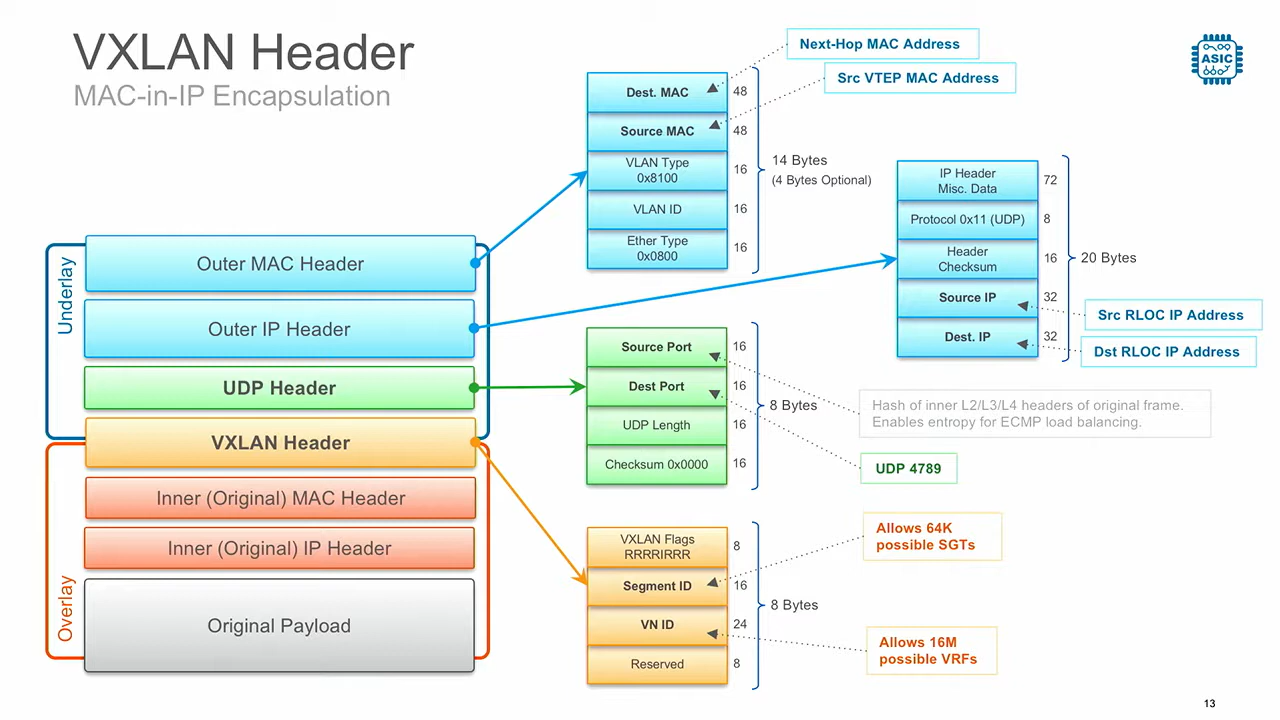 VXLAN Header
MAC-in-IP Encapsulation
ASIC
Underlay
Outer MAC Header
Outer IP Header
UDP Header
VXLAN Header
Overlay
Inner (Original) MAC Header
Inner (Original) IP Header
Original Payload
Dest. MAC
48
Source MAC
48
VLAN Type
0x8100
16
VLAN ID
16
Ether Type
0x0800
16
14 Bytes
(4 Bytes Optional)
Next-Hop MAC Address
Src VTEP MAC Address
IP Header
Misc. Data
72
Protocol 0x11 (UDP)
8
Header
Checksum
16
Source IP
32
Dest. IP
32
20 Bytes
Src RLOC IP Address
Dst RLOC IP Address
Source Port
16
Dest Port
16
UDP Length
16
Checksum 0x0000
16
8 Bytes
Hash of inner L2/L3/L4 headers of original frame.
Enables entropy for ECMP load balancing.
UDP 4789
VXLAN Flags
RRRRIRRR
8
Segment ID
16
VN ID
24
Reserved
8
8 Bytes
Allows 64K
possible SGTs
Allows 16M
possible VRFs
13